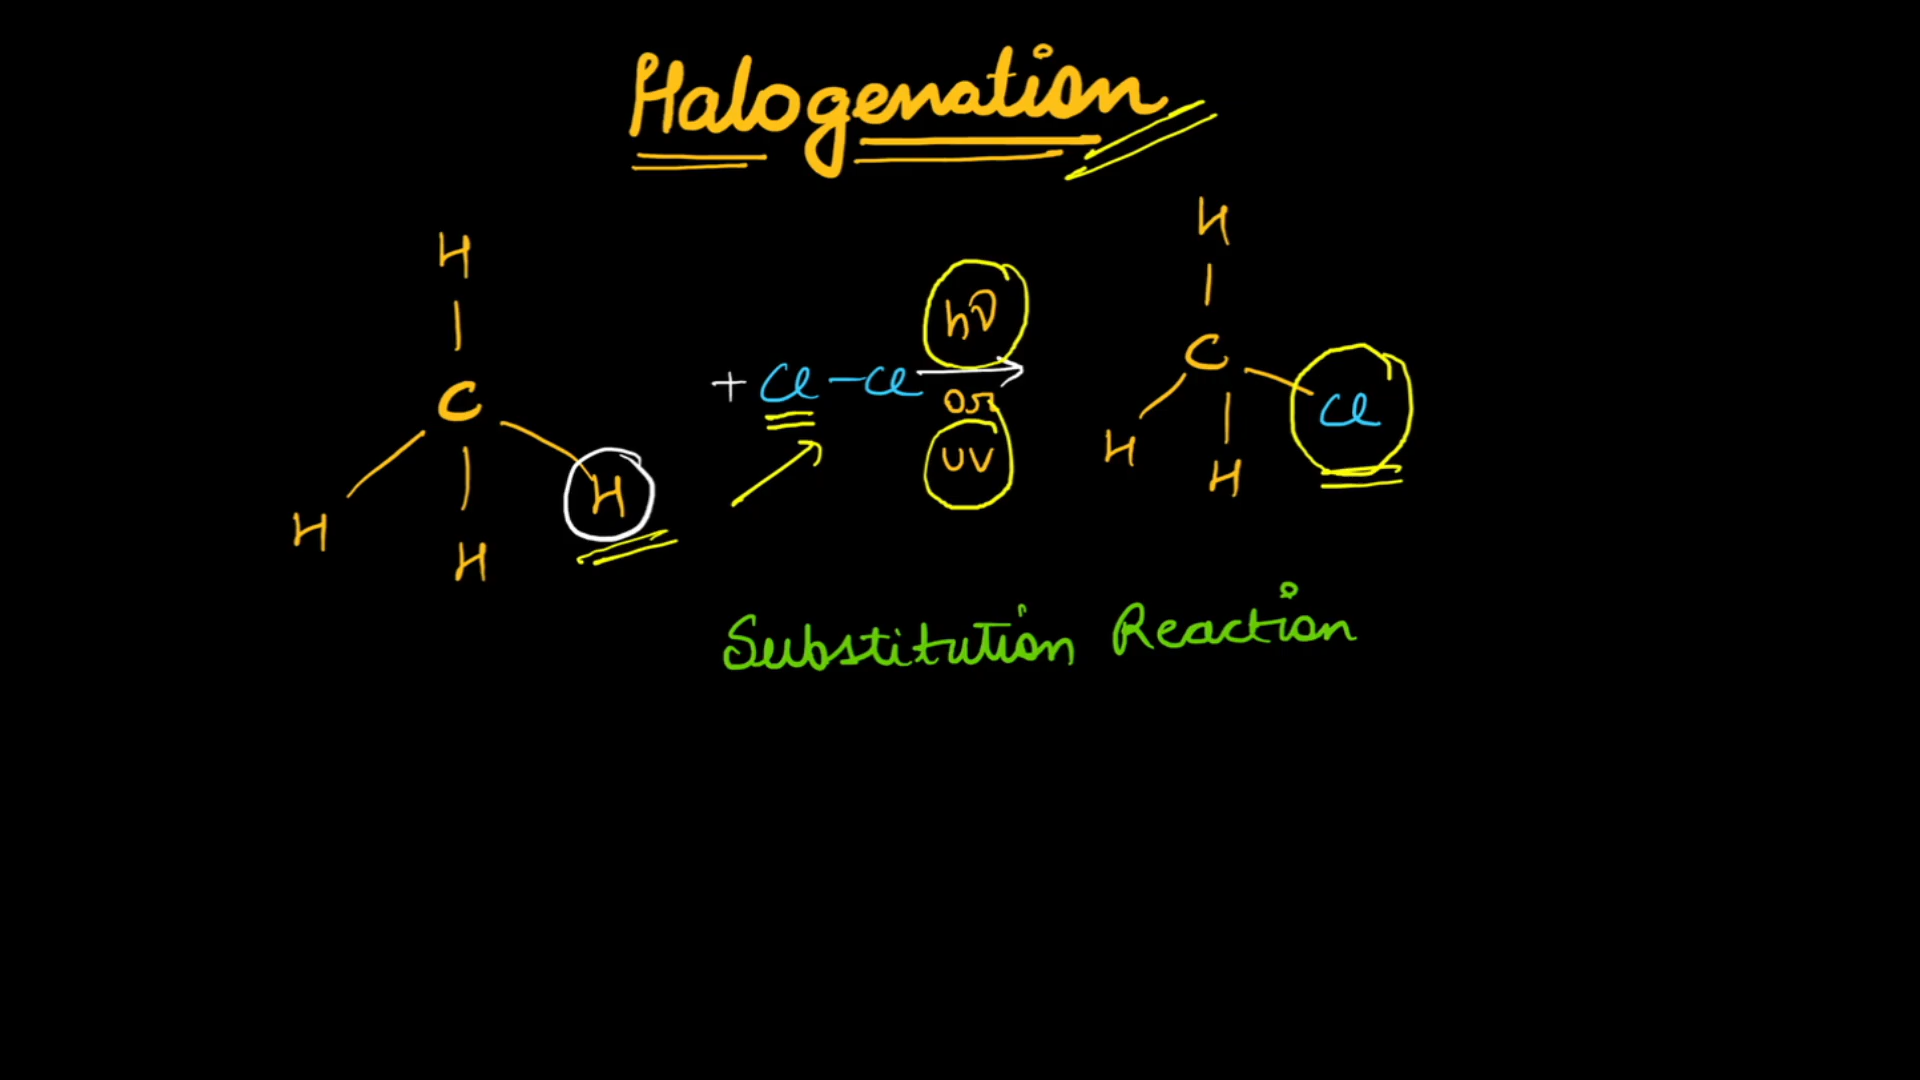 Halogenation
H
C
H
H
H
+ Cl - Cl
hν
or
UV
H
C
H
H
Cl
Substitution Reaction